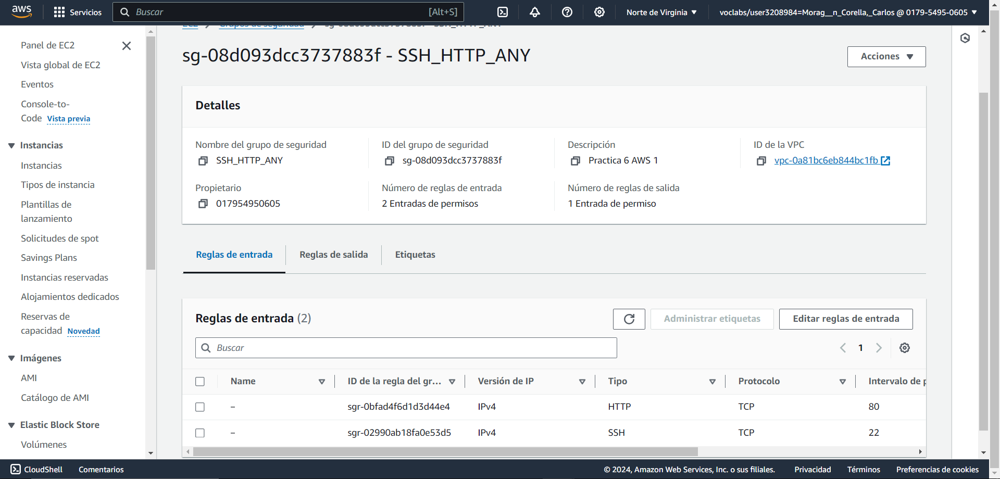 aws
Servicios
Buscar
[Alt+S]
Norte de Virginia
voclabs/user3208984=Morag__n_Corella,_Carlos @ 0179-5495-0605
EC2
Grupos de seguridad
sg-08d093dcc3737883f - SSH_HTTP_ANY
Panel de EC2
Vista global de EC2
Eventos
Console-to-
Code Vista previa
Instancias
Instancias
Tipos de instancia
Plantillas de
lanzamiento
Solicitudes de spot
Savings Plans
Instancias reservadas
Alojamientos dedicados
Reservas de
capacidad Novedad
Imágenes
AMI
Catálogo de AMI
Elastic Block Store
Volúmenes
sg-08d093dcc3737883f - SSH_HTTP_ANY
Acciones
Detalles
Nombre del grupo de seguridad
SSH_HTTP_ANY
ID del grupo de seguridad
sg-08d093dcc3737883f
Descripción
Practica 6 AWS 1
ID de la VPC
vpc-0a81bc6eb844bc1fb
Propietario
017954950605
Número de reglas de entrada
2 Entradas de permisos
Número de reglas de salida
1 Entrada de permiso
Reglas de entrada
Reglas de salida
Etiquetas
Reglas de entrada (2)
Administrar etiquetas
Editar reglas de entrada
Buscar
1
Name
ID de la regla del gr...
Versión de IP
Tipo
Protocolo
Intervalo de p
– sgr-0bfad4f6d1d3d44e4 IPv4 HTTP TCP 80
– sgr-02990ab18fa0e53d5 IPv4 SSH TCP 22
CloudShell
Comentarios
© 2024, Amazon Web Services, Inc. o sus filiales.
Privacidad
Términos
Preferencias de cookies